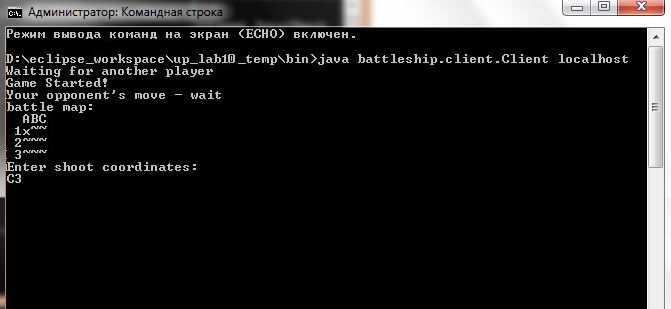 Администратор: Командная строка
Режим вывода команд на экран (ECHO) включен.
D:\eclipse_workspace\up_lab10_temp\bin>java battleship.client.Client localhost
Waiting for another player
Game Started!
Your opponent's move - wait
battle map:
  ABC
 1x~~
 2~~~
 3~~~
Enter shoot coordinates:
C3